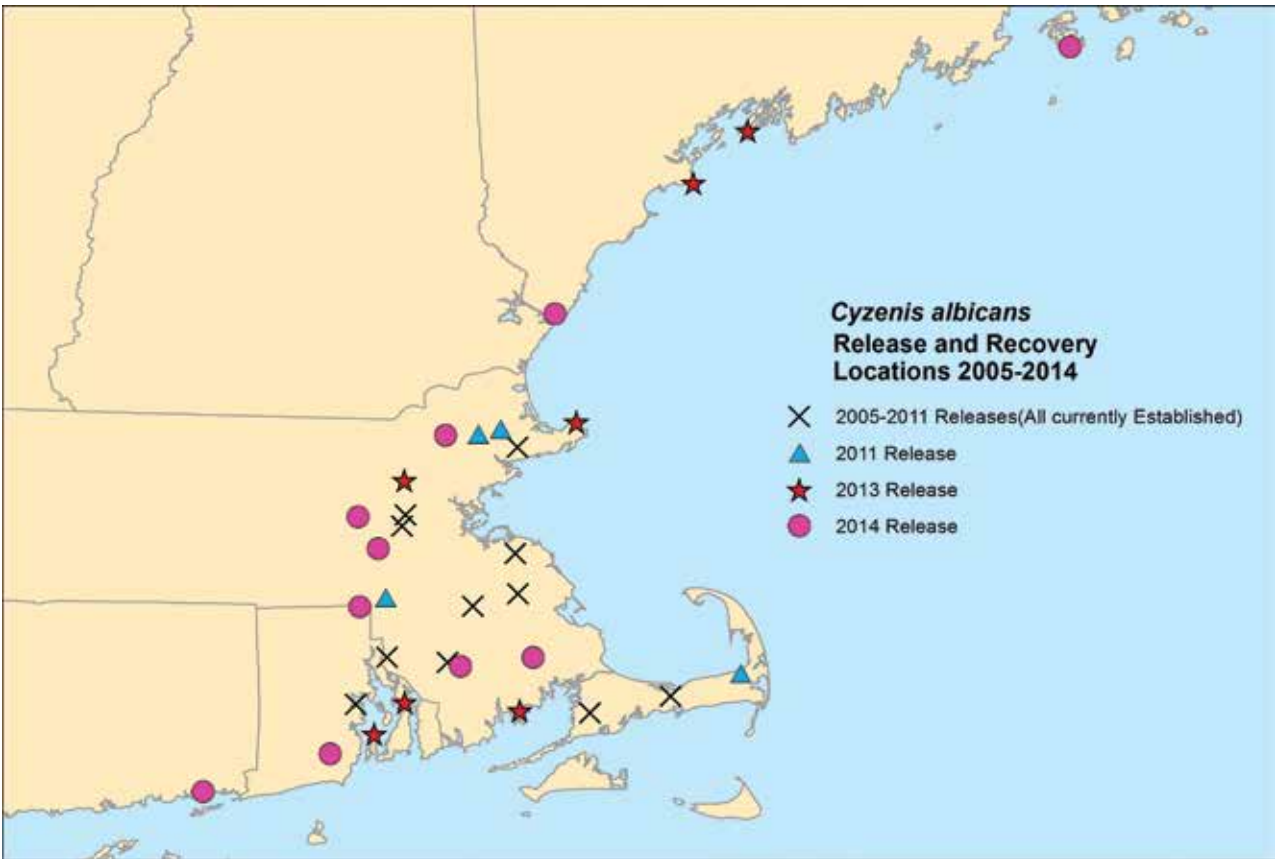 Cyzenis albicans
Release and Recovery
Locations 2005-2014
2005-2011 Releases(All currently Established)
2011 Release
2013 Release
2014 Release